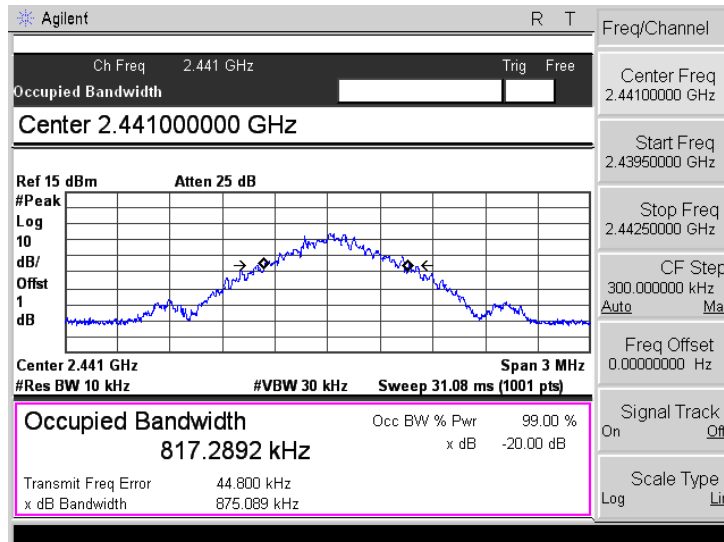 Agilent R T
Ch Freq 2.441 GHz Trig Free
Occupied Bandwidth
Center 2.441000000 GHz
Ref 15 dBm Atten 25 dB
#Peak
Log
10
dB/
Offst
1
dB
Center 2.441 GHz Span 3 MHz
#Res BW 10 kHz #VBW 30 kHz Sweep 31.08 ms (1001 pts)
Occupied Bandwidth Occ BW % Pwr 99.00 %
817.2892 kHz x dB -20.00 dB
Transmit Freq Error 44.800 kHz
x dB Bandwidth 875.089 kHz
Freq/Channel
Center Freq
2.44100000 GHz
Start Freq
2.43950000 GHz
Stop Freq
2.44250000 GHz
CF Step
300.000000 kHz
Auto Ma
Freq Offset
0.00000000 Hz
Signal Track
On Off
Scale Type
Log Lin